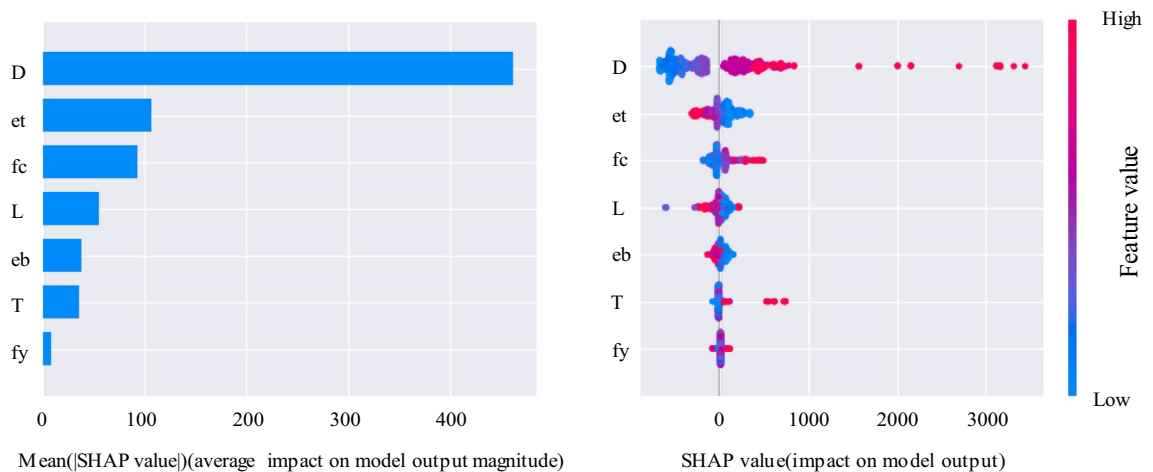 D
et
fc
L
eb
T
fy
0 100 200 300 400
Mean(|SHAP value|)(average impact on model output magnitude)
D
et
fc
L
eb
T
fy
0 1000 2000 3000
SHAP value(impact on model output)
High
Feature value
Low